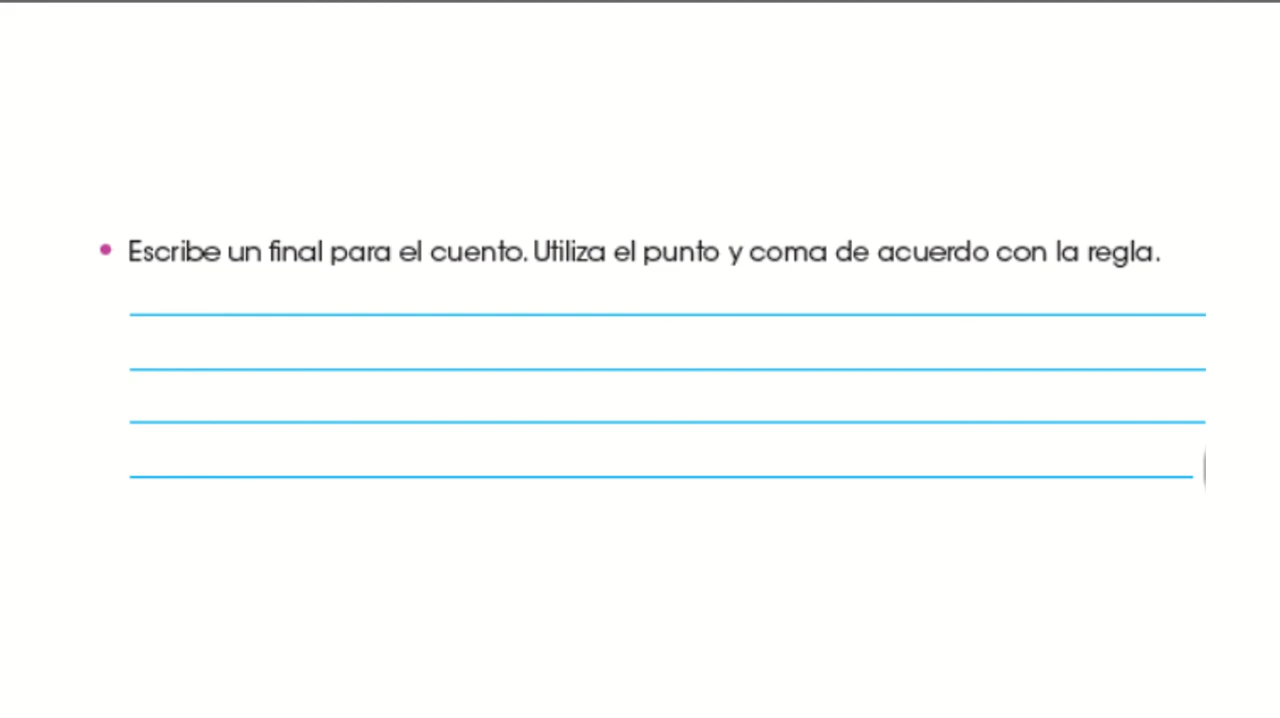 • Escribe un final para el cuento. Utiliza el punto y coma de acuerdo con la regla.